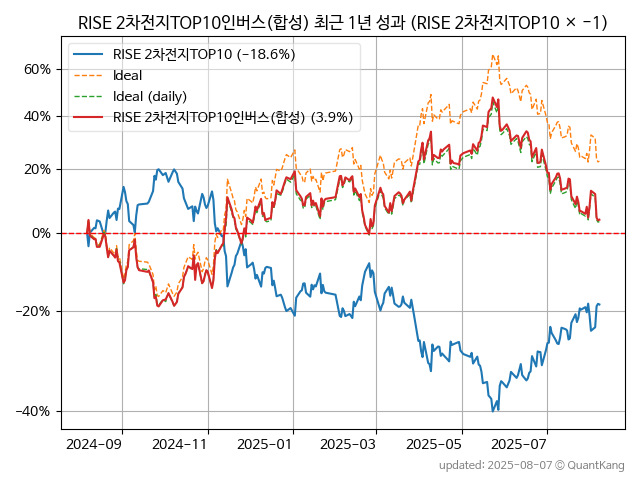 RISE 2차전지TOP10인버스(합성) 최근 1년 성과 (RISE 2차전지TOP10 × −1)
RISE 2차전지TOP10 (−18.6%)
Ideal
Ideal (daily)
RISE 2차전지TOP10인버스(합성) (3.9%)
60%
40%
20%
0%
−20%
−40%
2024-09 2024-11 2025-01 2025-03 2025-05 2025-07
updated: 2025-08-07 © QuantKang